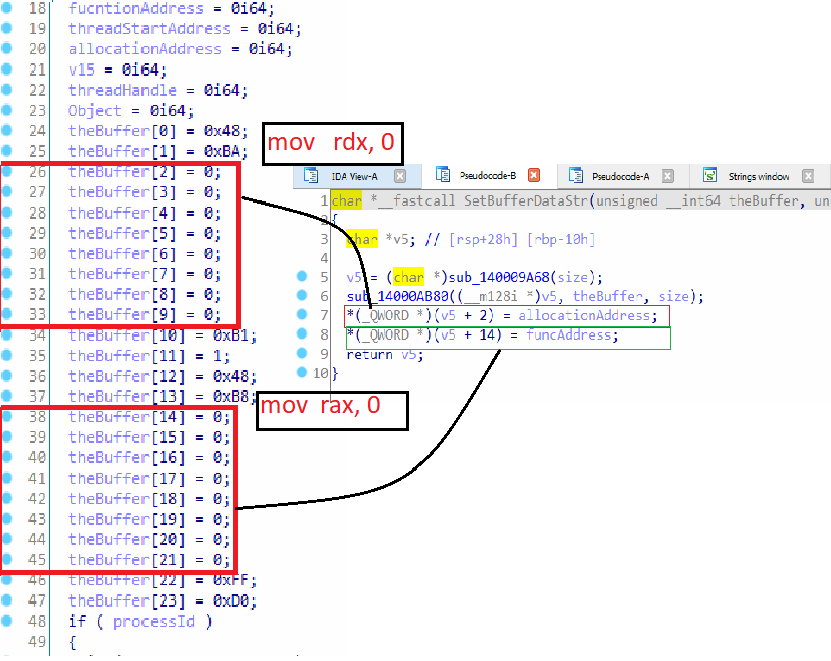 18 fucntionAddress = 0i64;
19 threadStartAddress = 0i64;
20 allocationAddress = 0i64;
21 v15 = 0i64;
22 threadHandle = 0i64;
23 Object = 0i64;
24 theBuffer[0] = 0x48;
25 theBuffer[1] = 0xBA;
26 theBuffer[2] = 0;
27 theBuffer[3] = 0;
28 theBuffer[4] = 0;
29 theBuffer[5] = 0;
30 theBuffer[6] = 0;
31 theBuffer[7] = 0;
32 theBuffer[8] = 0;
33 theBuffer[9] = 0;
34 theBuffer[10] = 0xB1;
35 theBuffer[11] = 1;
36 theBuffer[12] = 0x48;
37 theBuffer[13] = 0xB8;
38 theBuffer[14] = 0;
39 theBuffer[15] = 0;
40 theBuffer[16] = 0;
41 theBuffer[17] = 0;
42 theBuffer[18] = 0;
43 theBuffer[19] = 0;
44 theBuffer[20] = 0;
45 theBuffer[21] = 0;
46 theBuffer[22] = 0xFF;
47 theBuffer[23] = 0xD0;
48 if ( processId )
49 {
mov rdx, 0
IDA View-A Pseudocode-B Pseudocode-A Strings window
1 char *__fastcall SetBufferDataStr(unsigned __int64 theBuffer, un
2 {
3 char *v5; // [rsp+28h] [rbp-10h]
4
5 v5 = (char *)sub_140009A68(size);
6 sub_14000AB80((__m128i *)v5, theBuffer, size);
7 *(_QWORD *)(v5 + 2) = allocationAddress;
8 *(_QWORD *)(v5 + 14) = funcAddress;
9 return v5;
10 }
mov rax, 0